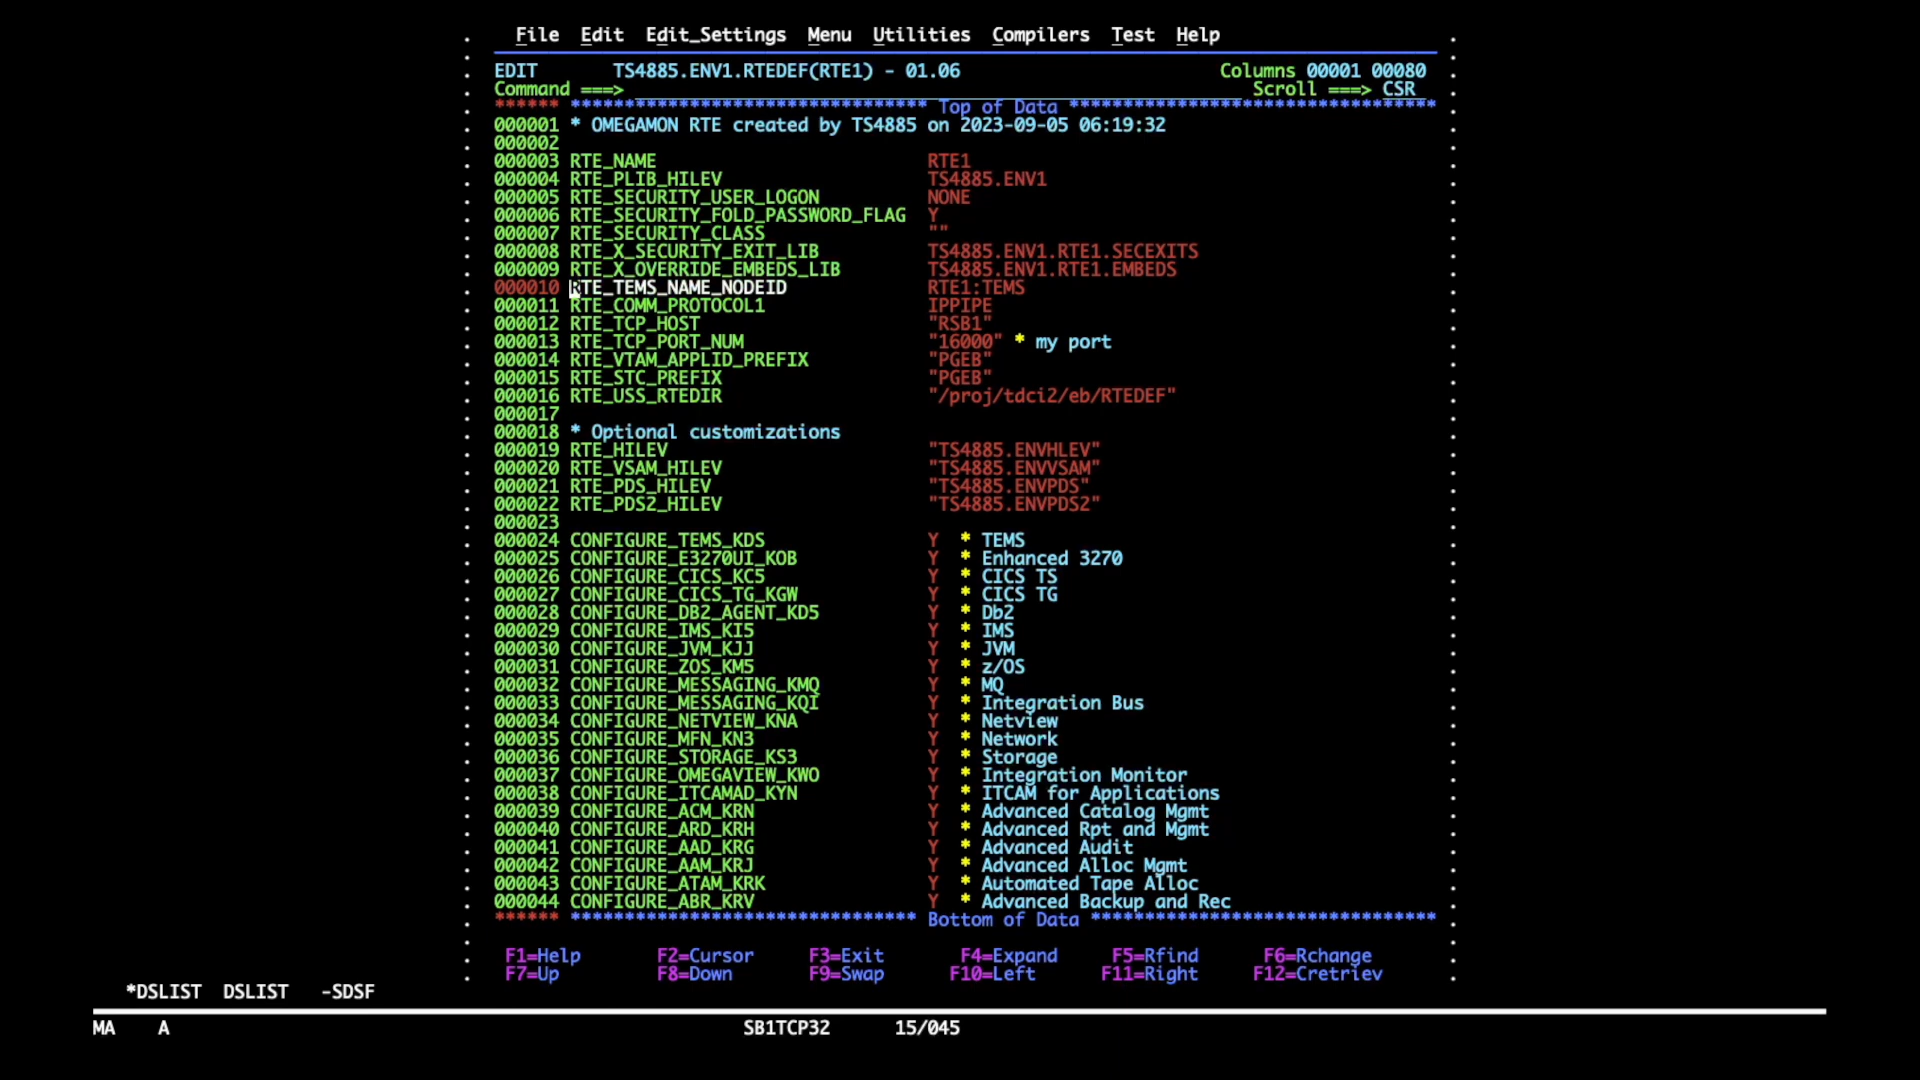 File  Edit  Edit_Settings  Menu  Utilities  Compilers  Test  Help
EDIT       TS4885.ENV1.RTEDEF(RTE1) - 01.06                        Columns 00001 00080
Command ===>                                                          Scroll ===> CSR
****** ********************************* Top of Data **********************************
000001 * OMEGAMON RTE created by TS4885 on 2023-09-05 06:19:32
000002
000003 RTE_NAME                         RTE1
000004 RTE_PLIB_HILEV                   TS4885.ENV1
000005 RTE_SECURITY_USER_LOGON          NONE
000006 RTE_SECURITY_FOLD_PASSWORD_FLAG  Y
000007 RTE_SECURITY_CLASS               ""
000008 RTE_X_SECURITY_EXIT_LIB          TS4885.ENV1.RTE1.SECEXITS
000009 RTE_X_OVERRIDE_EMBEDS_LIB        TS4885.ENV1.RTE1.EMBEDS
000010 RTE_TEMS_NAME_NODEID             RTE1:TEMS
000011 RTE_COMM_PROTOCOL1               IPPIPE
000012 RTE_TCP_HOST                     "RSB1"
000013 RTE_TCP_PORT_NUM                 "16000" * my port
000014 RTE_VTAM_APPLID_PREFIX           "PGEB"
000015 RTE_STC_PREFIX                   "PGEB"
000016 RTE_USS_RTEDIR                   "/proj/tdci2/eb/RTEDEF"
000017
000018 * Optional customizations
000019 RTE_HILEV                        "TS4885.ENVHLEV"
000020 RTE_VSAM_HILEV                   "TS4885.ENVVSAM"
000021 RTE_PDS_HILEV                    "TS4885.ENVPDS"
000022 RTE_PDS2_HILEV                   "TS4885.ENVPDS2"
000023
000024 CONFIGURE_TEMS_KDS               Y  * TEMS
000025 CONFIGURE_E3270UI_KOB            Y  * Enhanced 3270
000026 CONFIGURE_CICS_KC5               Y  * CICS TS
000027 CONFIGURE_CICS_TG_KGW            Y  * CICS TG
000028 CONFIGURE_DB2_AGENT_KD5          Y  * Db2
000029 CONFIGURE_IMS_KI5                Y  * IMS
000030 CONFIGURE_JVM_KJJ                Y  * JVM
000031 CONFIGURE_ZOS_KM5                Y  * z/OS
000032 CONFIGURE_MESSAGING_KMQ          Y  * MQ
000033 CONFIGURE_MESSAGING_KQI          Y  * Integration Bus
000034 CONFIGURE_NETVIEW_KNA            Y  * Netview
000035 CONFIGURE_MFN_KN3                Y  * Network
000036 CONFIGURE_STORAGE_KS3            Y  * Storage
000037 CONFIGURE_OMEGAVIEW_KWO          Y  * Integration Monitor
000038 CONFIGURE_ITCAMAD_KYN            Y  * ITCAM for Applications
000039 CONFIGURE_ACM_KRN                Y  * Advanced Catalog Mgmt
000040 CONFIGURE_ARD_KRH                Y  * Advanced Rpt and Mgmt
000041 CONFIGURE_AAD_KRG                Y  * Advanced Audit
000042 CONFIGURE_AAM_KRJ                Y  * Advanced Alloc Mgmt
000043 CONFIGURE_ATAM_KRK               Y  * Automated Tape Alloc
000044 CONFIGURE_ABR_KRV                Y  * Advanced Backup and Rec
****** ******************************** Bottom of Data ********************************
F1=Help       F2=Cursor     F3=Exit       F4=Expand     F5=Rfind      F6=Rchange
F7=Up         F8=Down       F9=Swap      F10=Left      F11=Right     F12=Cretriev
*DSLIST  DSLIST   -SDSF
MA    A    SB1TCP32    15/045